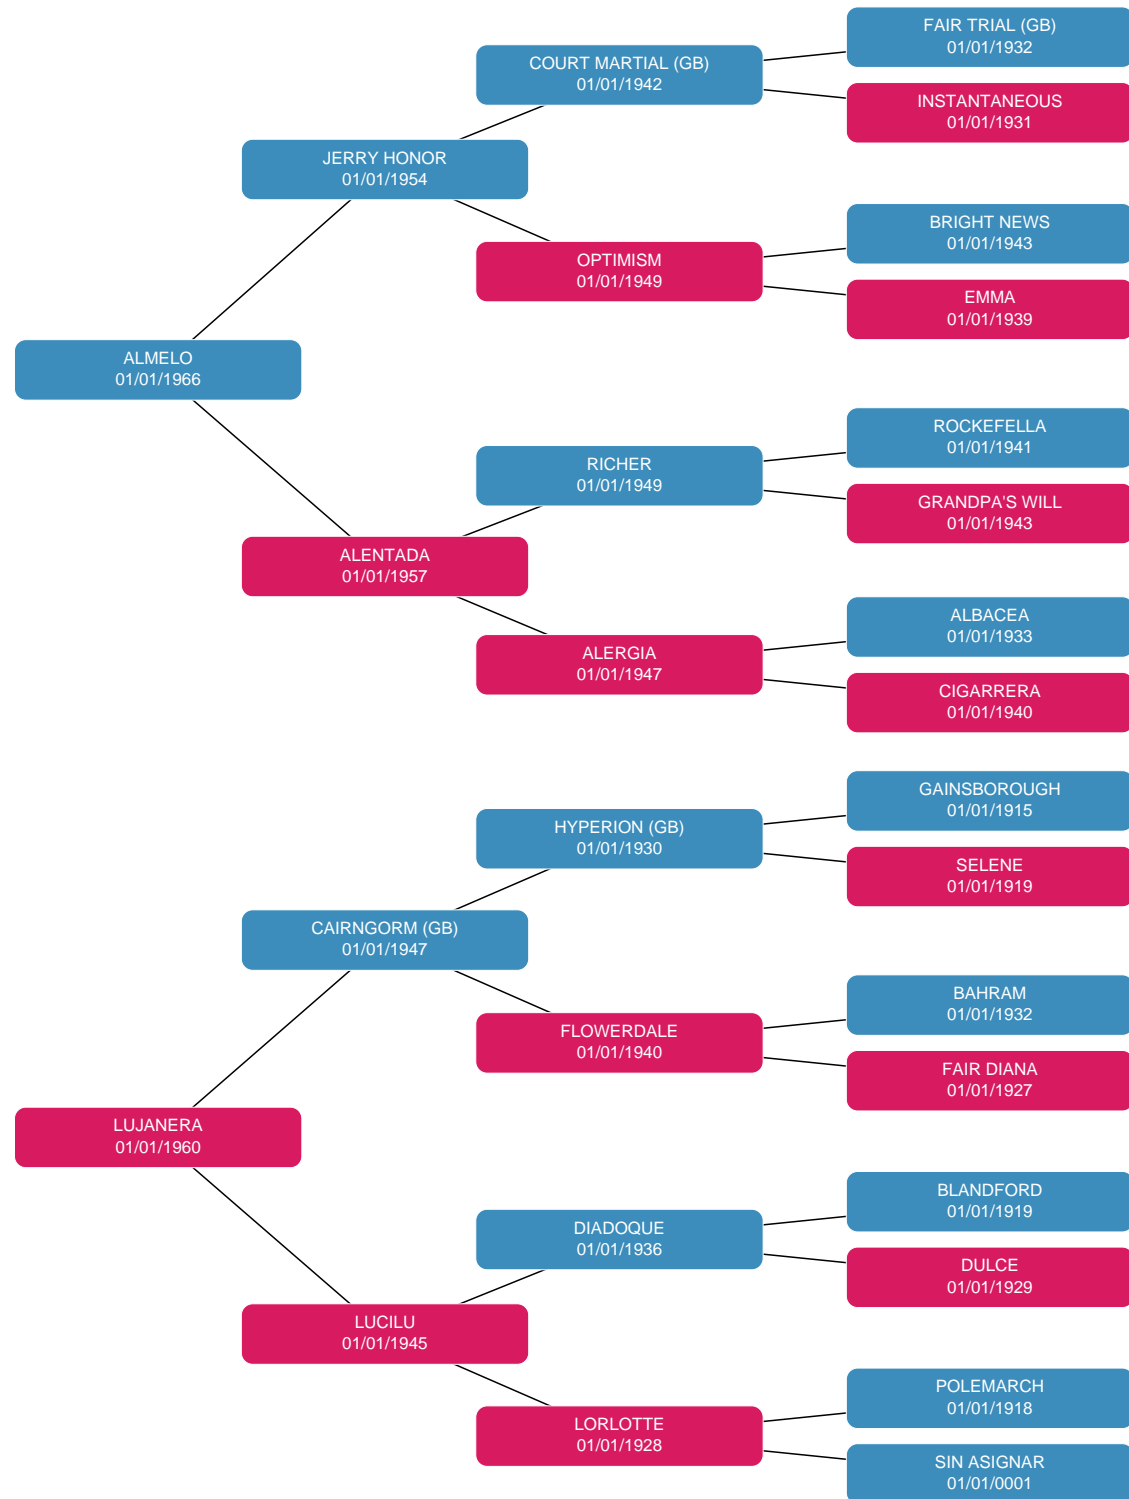 FAIR TRIAL (GB)
01/01/1932
COURT MARTIAL (GB)
01/01/1942
INSTANTANEOUS
01/01/1931
JERRY HONOR
01/01/1954
BRIGHT NEWS
01/01/1943
OPTIMISM
01/01/1949
EMMA
01/01/1939
ALMELO
01/01/1966
ROCKEFELLA
01/01/1941
RICHER
01/01/1949
GRANDPA'S WILL
01/01/1943
ALENTADA
01/01/1957
ALBACEA
01/01/1933
ALERGIA
01/01/1947
CIGARRERA
01/01/1940
GAINSBOROUGH
01/01/1915
HYPERION (GB)
01/01/1930
SELENE
01/01/1919
CAIRNGORM (GB)
01/01/1947
BAHRAM
01/01/1932
FLOWERDALE
01/01/1940
FAIR DIANA
01/01/1927
LUJANERA
01/01/1960
BLANDFORD
01/01/1919
DIADOQUE
01/01/1936
DULCE
01/01/1929
LUCILU
01/01/1945
POLEMARCH
01/01/1918
LORLOTTE
01/01/1928
SIN ASIGNAR
01/01/0001